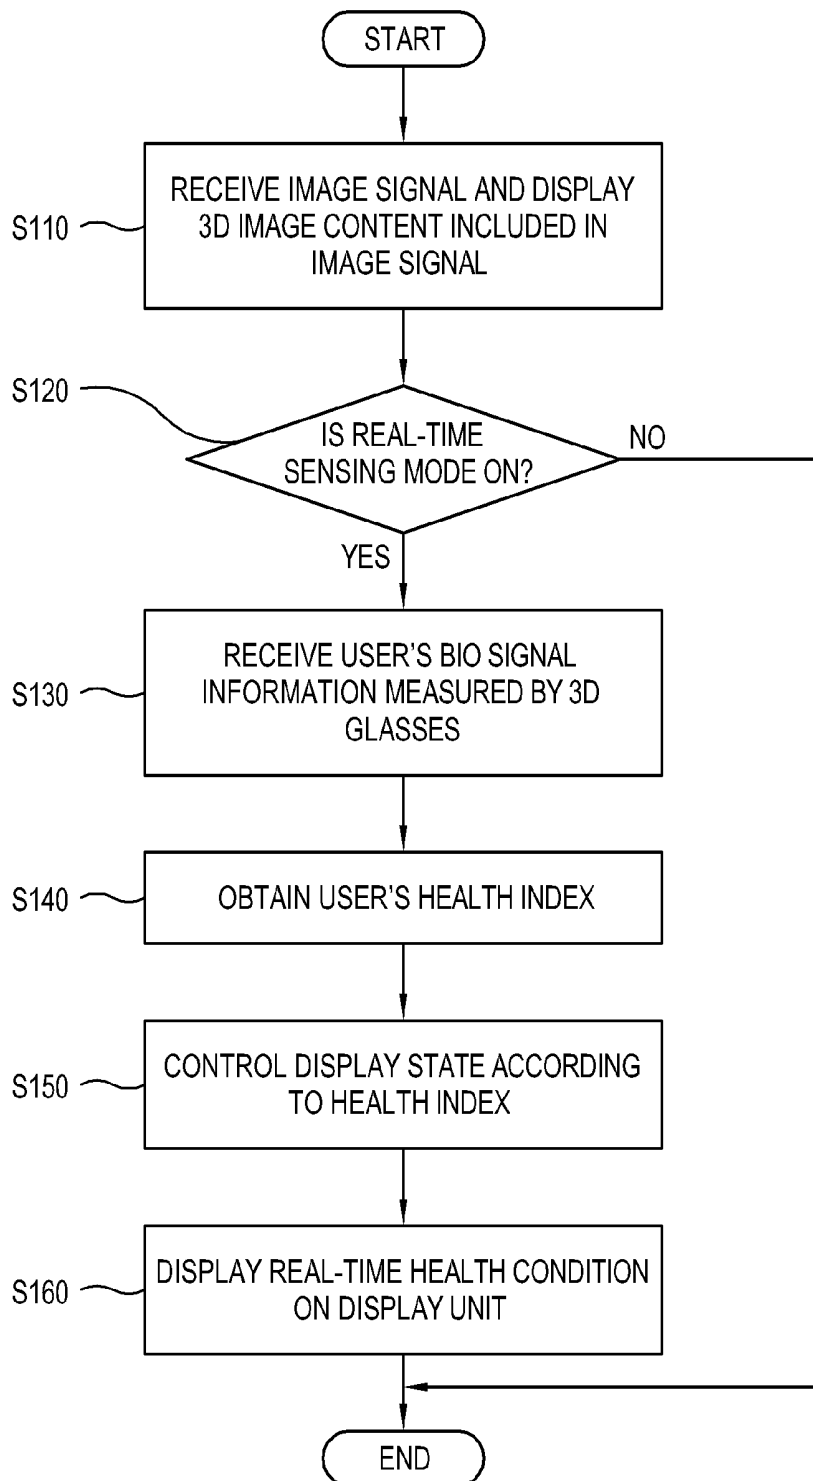 START
S110
RECEIVE IMAGE SIGNAL AND DISPLAY
3D IMAGE CONTENT INCLUDED IN
IMAGE SIGNAL
S120
IS REAL-TIME
SENSING MODE ON?
NO
YES
S130
RECEIVE USER'S BIO SIGNAL
INFORMATION MEASURED BY 3D
GLASSES
S140
OBTAIN USER'S HEALTH INDEX
S150
CONTROL DISPLAY STATE ACCORDING
TO HEALTH INDEX
S160
DISPLAY REAL-TIME HEALTH CONDITION
ON DISPLAY UNIT
END